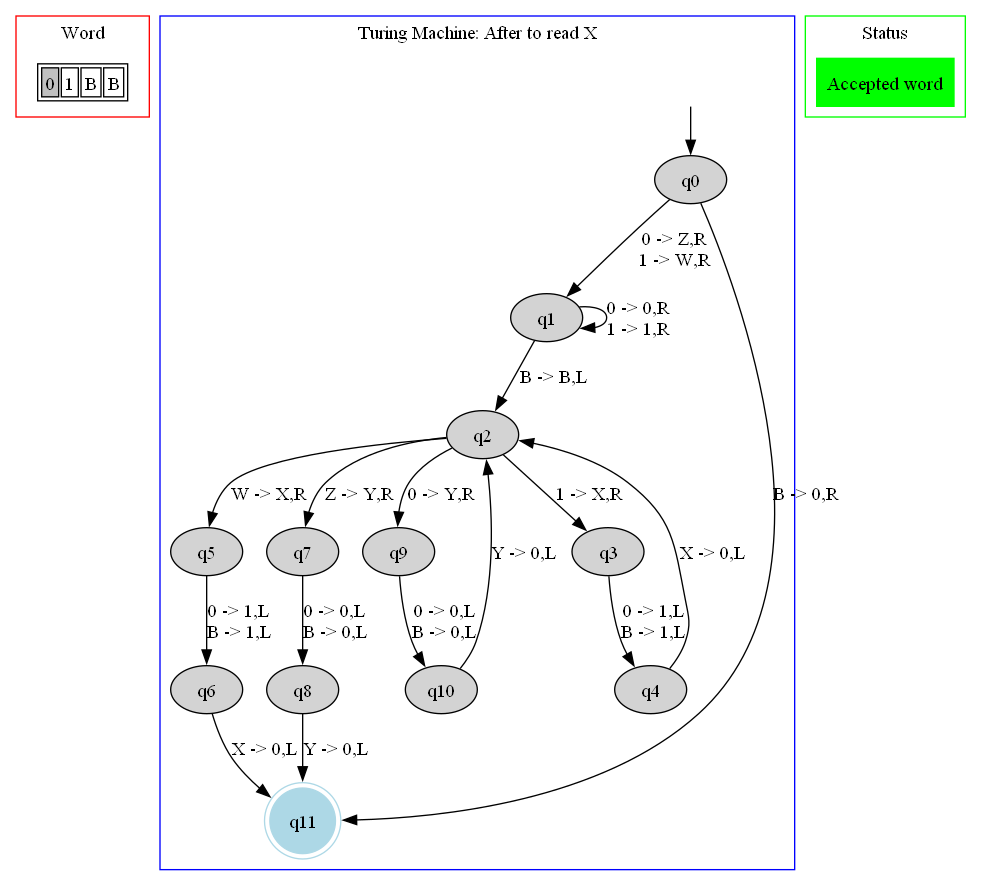 Word
0 1 B B
Turing Machine: After to read X
Status
Accepted word
q0
0 -> Z,R
1 -> W,R
q1
0 -> 0,R
1 -> 1,R
B -> B,L
q2
W -> X,R
Z -> Y,R
0 -> Y,R
1 -> X,R
B -> 0,R
q5
q7
q9
q3
Y -> 0,L
X -> 0,L
0 -> 1,L
B -> 1,L
0 -> 0,L
B -> 0,L
0 -> 0,L
B -> 0,L
0 -> 1,L
B -> 1,L
q6
q8
q10
q4
X -> 0,L
Y -> 0,L
q11